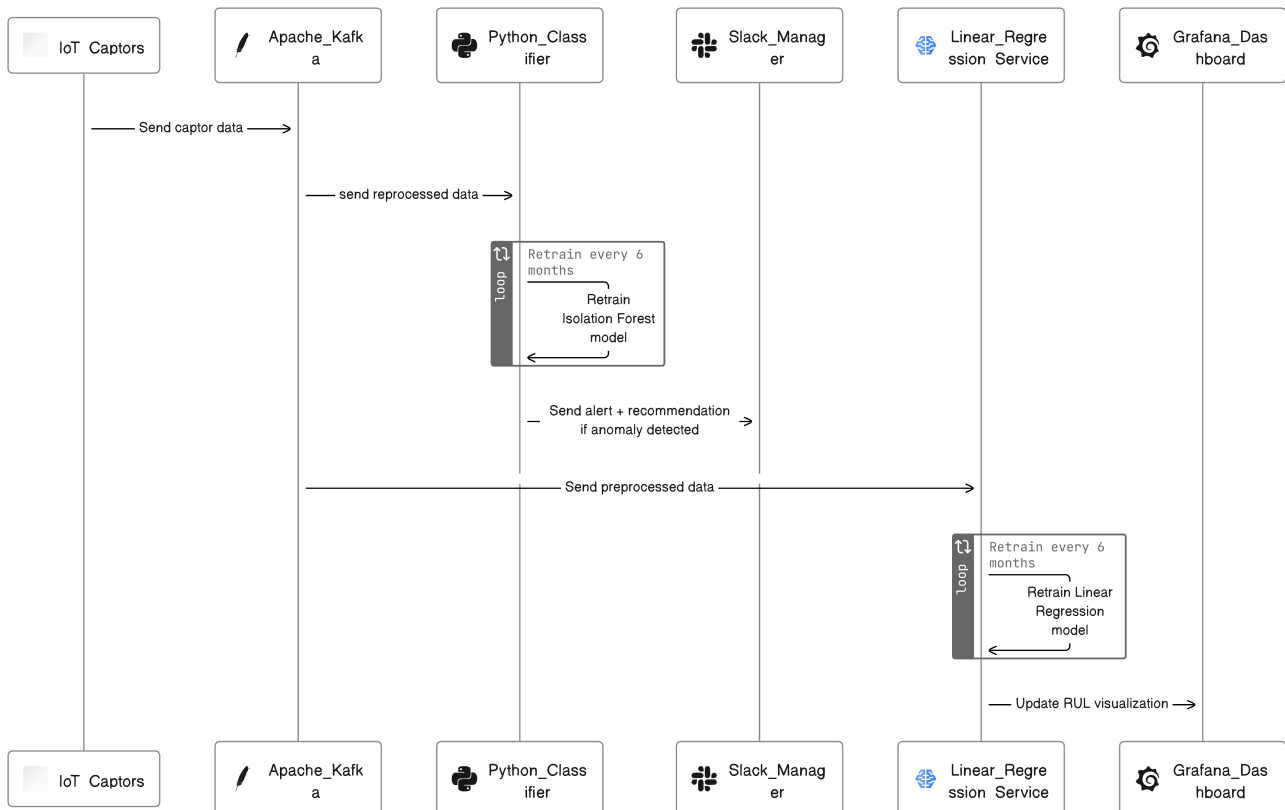 IoT Captors
Apache_Kafk
a
Python_Class
ifier
Slack_Manag
er
Linear_Regre
ssion Service
Grafana_Das
hboard
Send captor data
send reprocessed data
loop
Retrain every 6
months
Retrain
Isolation Forest
model
Send alert + recommendation
if anomaly detected
Send preprocessed data
loop
Retrain every 6
months
Retrain Linear
Regression
model
Update RUL visualization
IoT Captors
Apache_Kafk
a
Python_Class
ifier
Slack_Manag
er
Linear_Regre
ssion Service
Grafana_Das
hboard